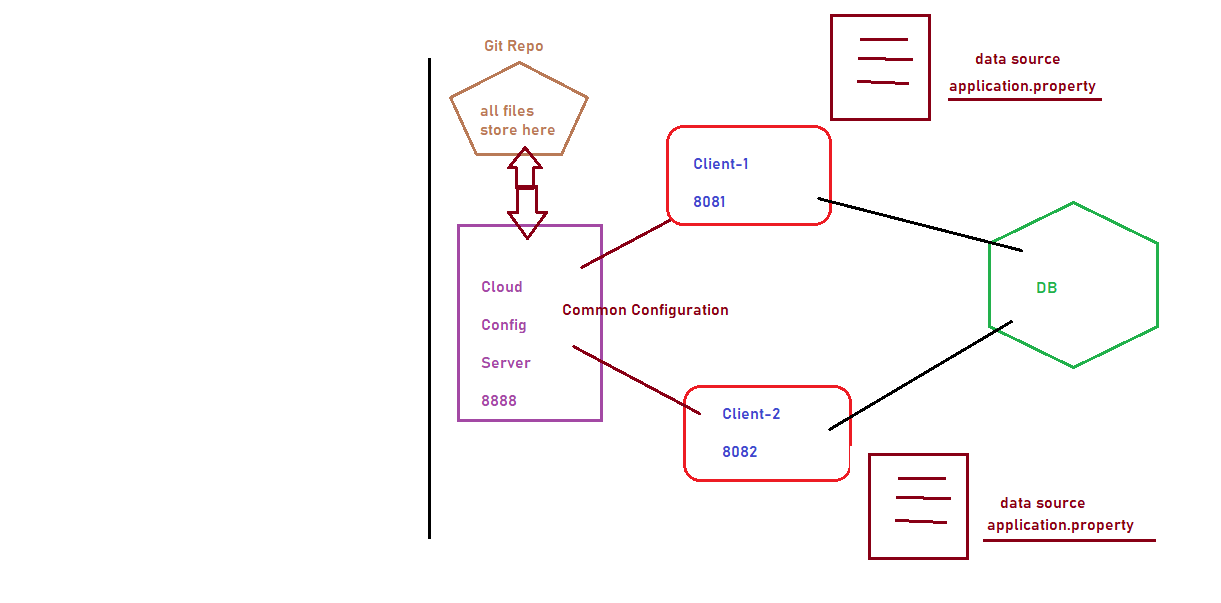 Git Repo
all files
store here
data source
application.property
Client-1
8081
Cloud
Config
Server
8888
Common Configuration
DB
Client-2
8082
data source
application.property